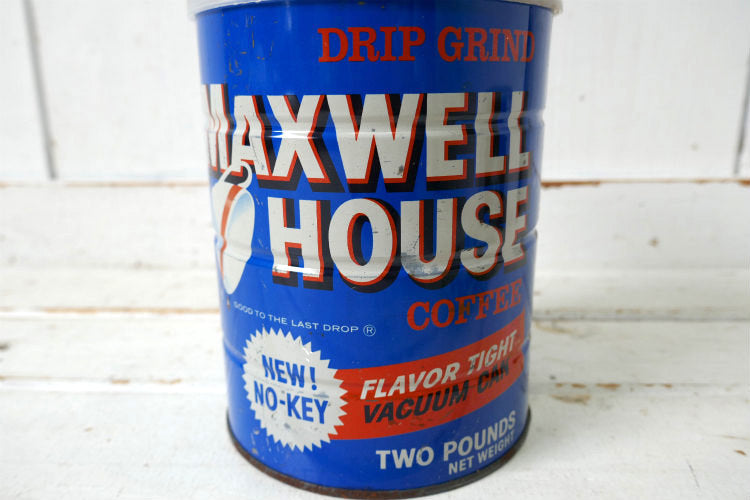 DRIP GRIND
MAXWELL
HOUSE
COFFEE
GOOD TO THE LAST DROP ®
NEW!
NO-KEY
FLAVOR TIGHT
VACUUM CAN
TWO POUNDS
NET WEIGHT